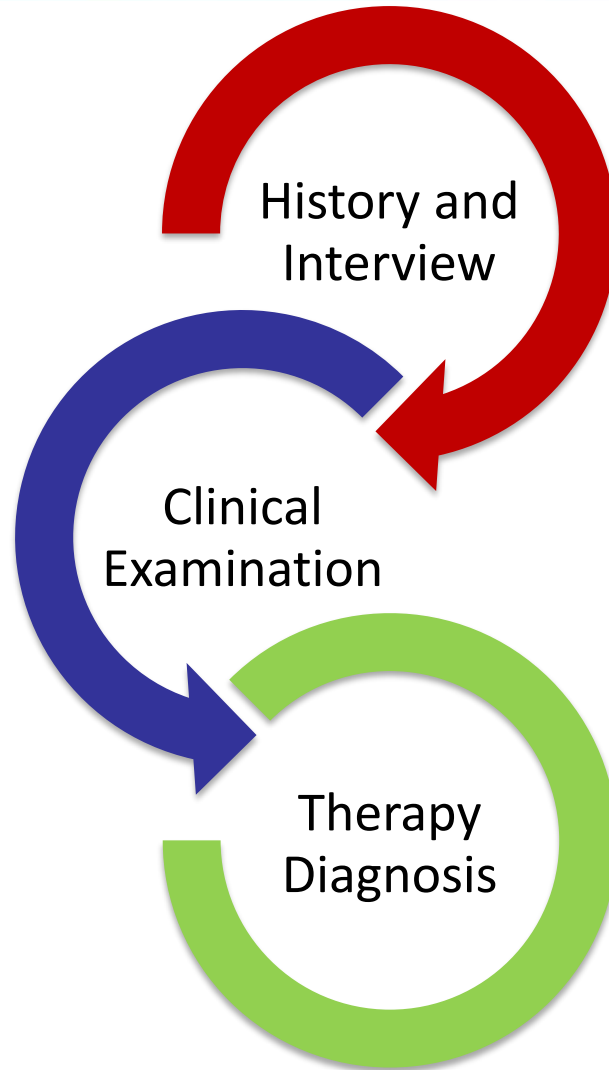 History and
Interview
Clinical
Examination
Therapy
Diagnosis